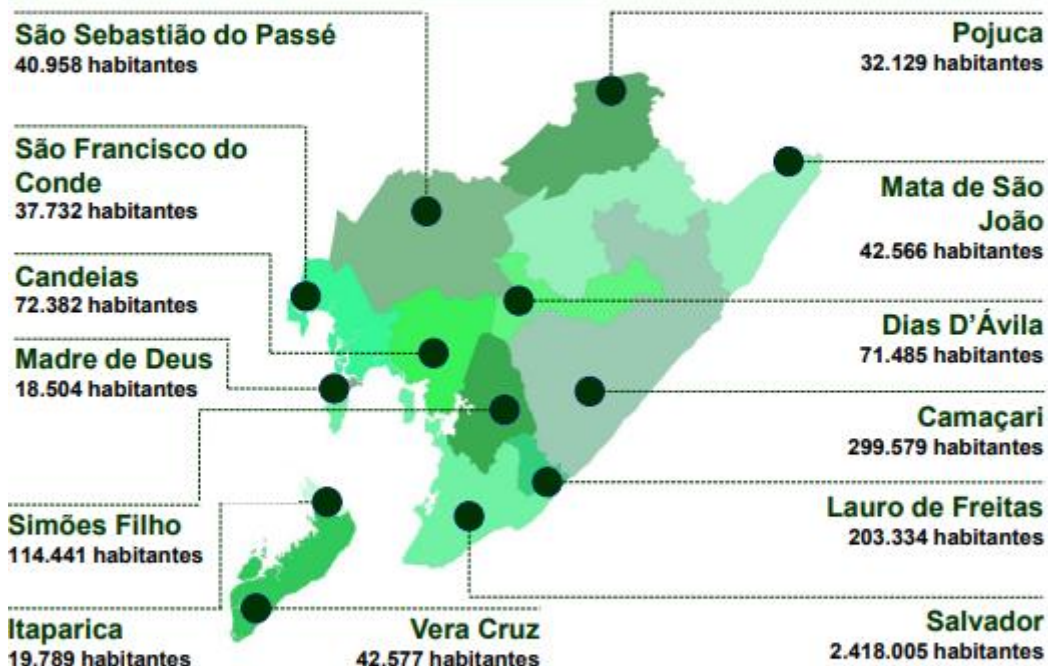 São Sebastião do Passé
40.958 habitantes
São Francisco do
Conde
37.732 habitantes
Candeias
72.382 habitantes
Madre de Deus
18.504 habitantes
Simões Filho
114.441 habitantes
Itaparica
19.789 habitantes
Vera Cruz
42.577 habitantes
Pojuca
32.129 habitantes
Mata de São
João
42.566 habitantes
Dias D’Ávila
71.485 habitantes
Camaçari
299.579 habitantes
Lauro de Freitas
203.334 habitantes
Salvador
2.418.005 habitantes